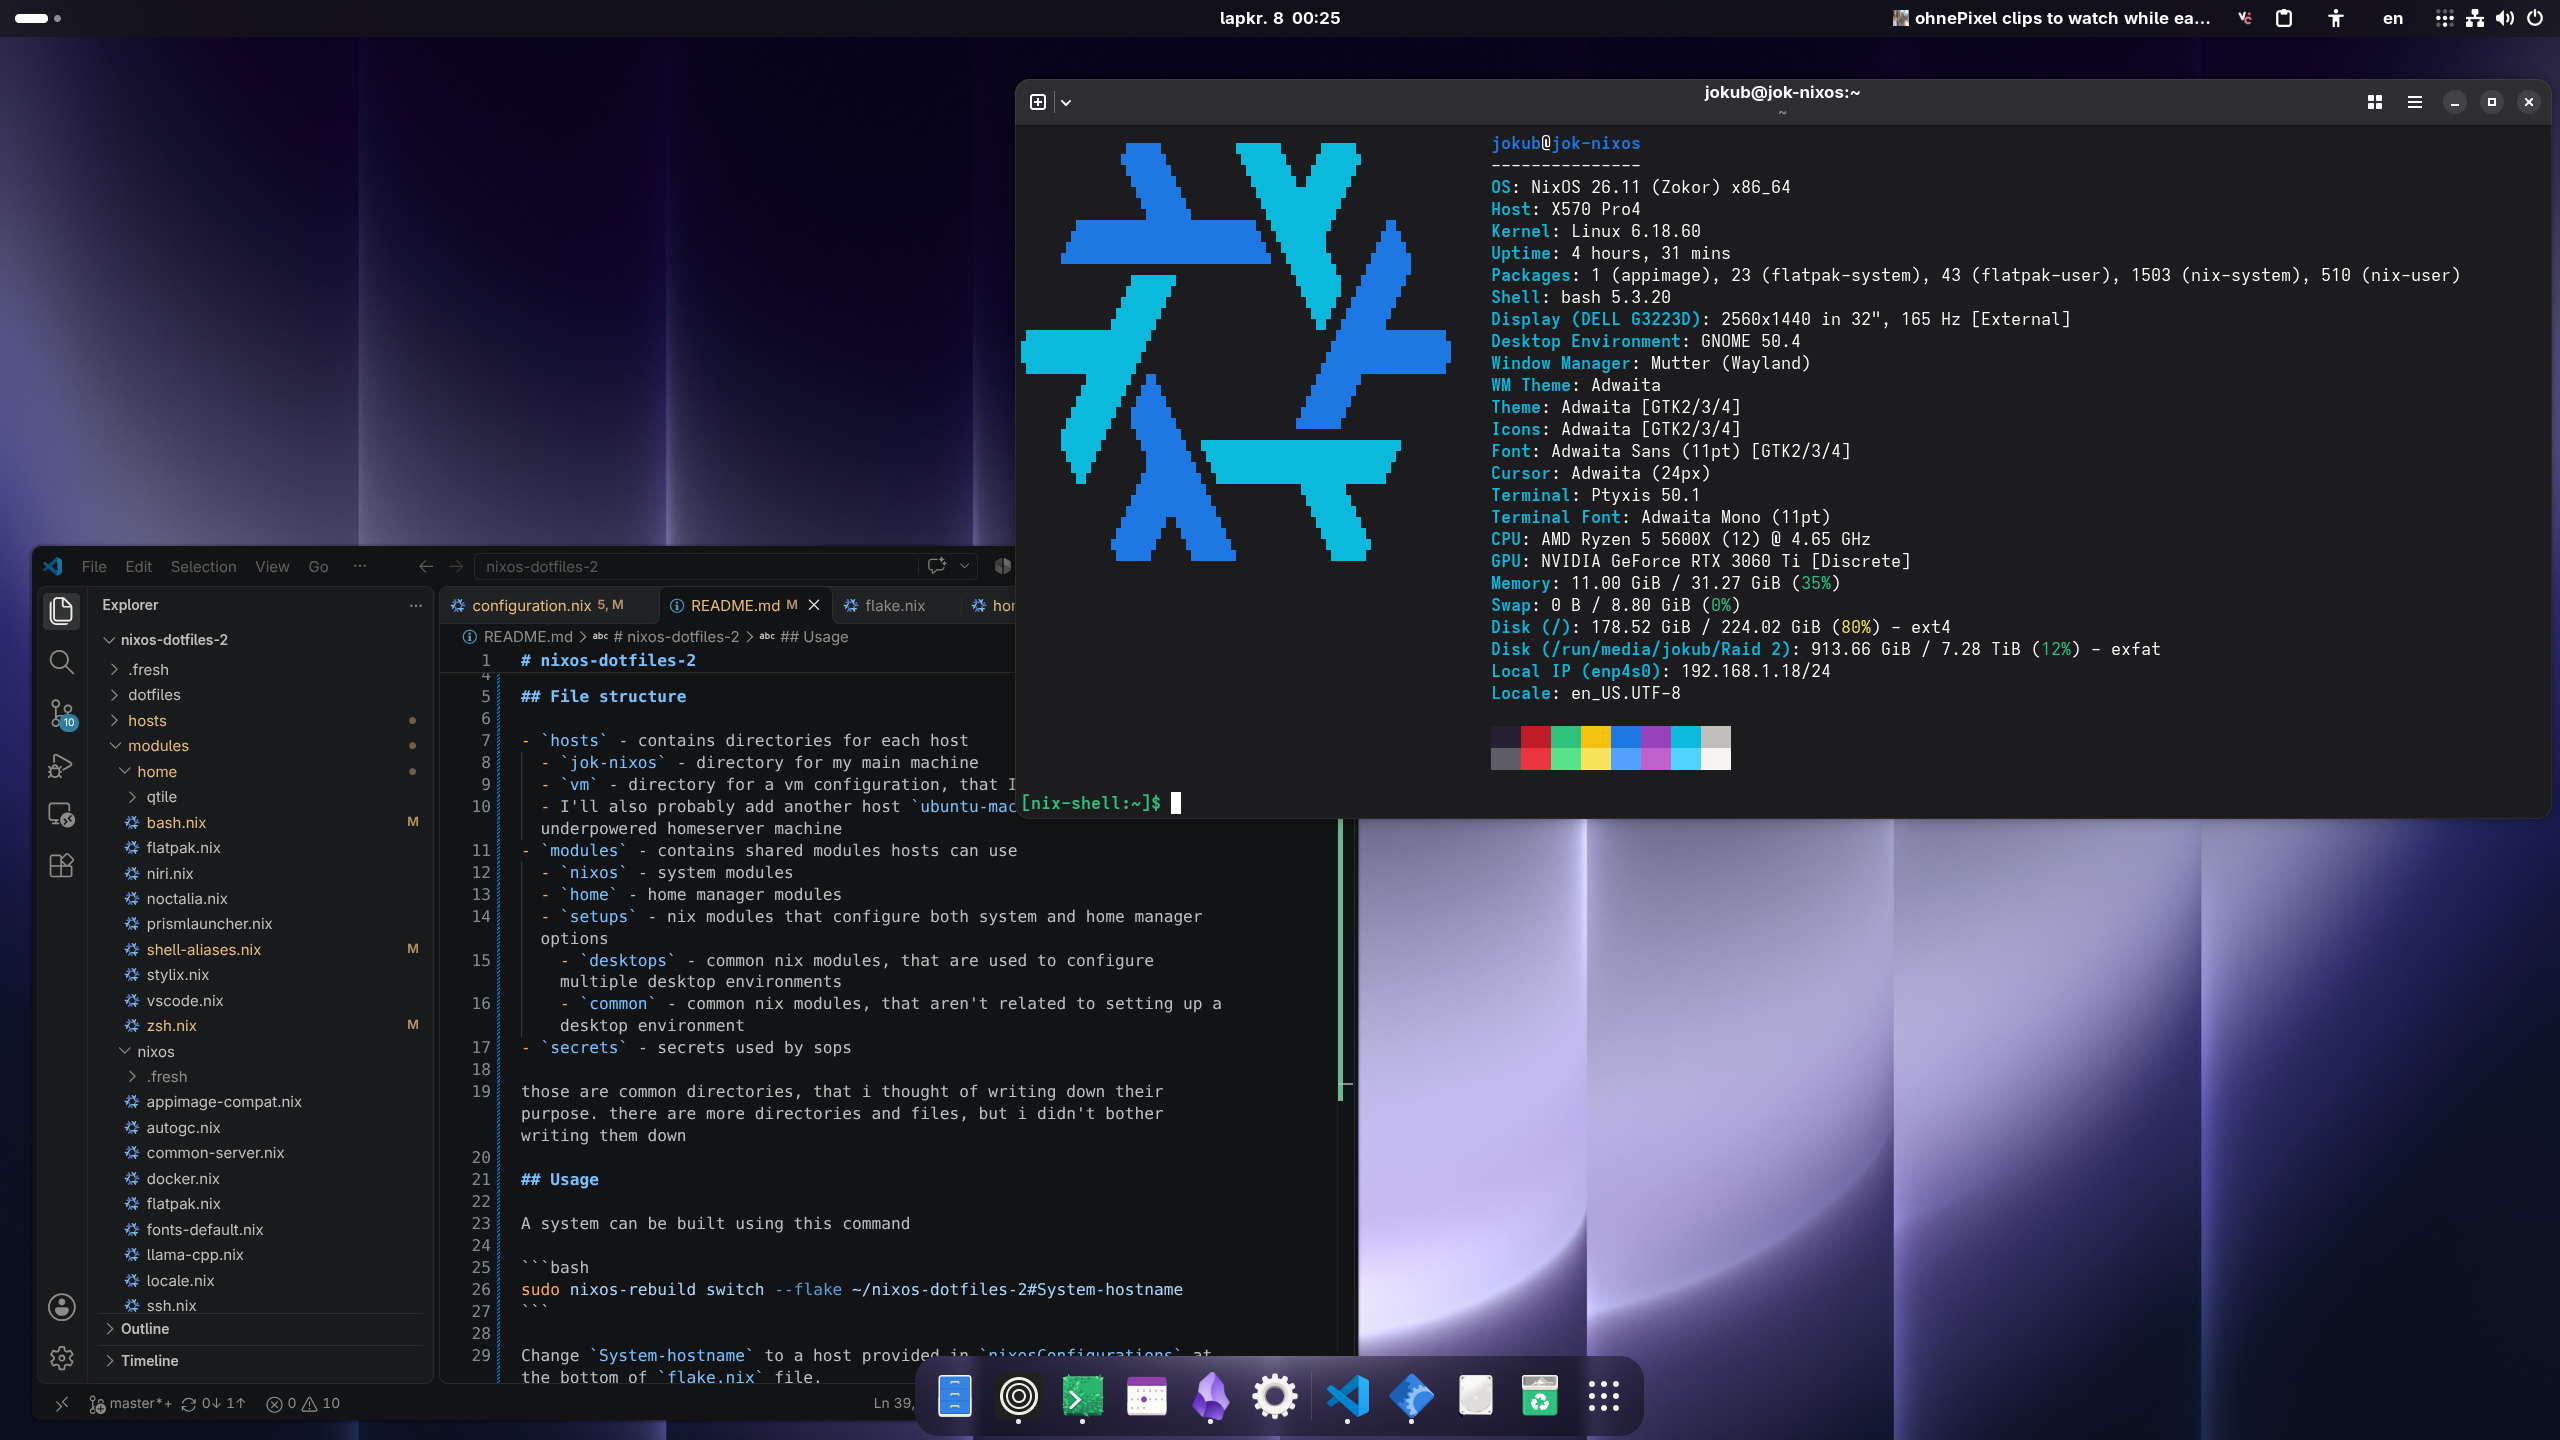 lapkr. 8 00:25
ohnePixel clips to watch while ea...
en
jokub@jok-nixos:~
~
jokub@jok-nixos
---------------
OS: NixOS 26.11 (Zokor) x86_64
Host: X570 Pro4
Kernel: Linux 6.18.60
Uptime: 4 hours, 31 mins
Packages: 1 (appimage), 23 (flatpak-system), 43 (flatpak-user), 1503 (nix-system), 510 (nix-user)
Shell: bash 5.3.20
Display (DELL G3223D): 2560x1440 in 32", 165 Hz [External]
Desktop Environment: GNOME 50.4
Window Manager: Mutter (Wayland)
WM Theme: Adwaita
Theme: Adwaita [GTK2/3/4]
Icons: Adwaita [GTK2/3/4]
Font: Adwaita Sans (11pt) [GTK2/3/4]
Cursor: Adwaita (24px)
Terminal: Ptyxis 50.1
Terminal Font: Adwaita Mono (11pt)
CPU: AMD Ryzen 5 5600X (12) @ 4.65 GHz
GPU: NVIDIA GeForce RTX 3060 Ti [Discrete]
Memory: 11.00 GiB / 31.27 GiB (35%)
Swap: 0 B / 8.80 GiB (0%)
Disk (/): 178.52 GiB / 224.02 GiB (80%) - ext4
Disk (/run/media/jokub/Raid 2): 913.66 GiB / 7.28 TiB (12%) - exfat
Local IP (enp4s0): 192.168.1.18/24
Locale: en_US.UTF-8
[nix-shell:~]$
File Edit Selection View Go ···
nixos-dotfiles-2
Explorer ···
nixos-dotfiles-2
.fresh
dotfiles
hosts
modules
home
qtile
bash.nix M
flatpak.nix
niri.nix
noctalia.nix
prismlauncher.nix
shell-aliases.nix M
stylix.nix
vscode.nix
zsh.nix M
nixos
.fresh
appimage-compat.nix
autogc.nix
common-server.nix
docker.nix
flatpak.nix
fonts-default.nix
llama-cpp.nix
locale.nix
ssh.nix
Outline
Timeline
10
configuration.nix 5, M
README.md M
flake.nix
hor
README.md > abc # nixos-dotfiles-2 > abc ## Usage
1 # nixos-dotfiles-2
4
5 ## File structure
6
7 - `hosts` - contains directories for each host
8 - `jok-nixos` - directory for my main machine
9 - `vm` - directory for a vm configuration, that I
10 - I'll also probably add another host `ubuntu-mac
underpowered homeserver machine
11 - `modules` - contains shared modules hosts can use
12 - `nixos` - system modules
13 - `home` - home manager modules
14 - `setups` - nix modules that configure both system and home manager
options
15 - `desktops` - common nix modules, that are used to configure
multiple desktop environments
16 - `common` - common nix modules, that aren't related to setting up a
desktop environment
17 - `secrets` - secrets used by sops
18
19 those are common directories, that i thought of writing down their
purpose. there are more directories and files, but i didn't bother
writing them down
20
21 ## Usage
22
23 A system can be built using this command
24
25 ```bash
26 sudo nixos-rebuild switch --flake ~/nixos-dotfiles-2#System-hostname
27 ```
28
29 Change `System-hostname` to a host provided in `nixosConfigurations` at
the bottom of `flake.nix` file.
master*+ 0↓ 1↑ 0 10
Ln 39,